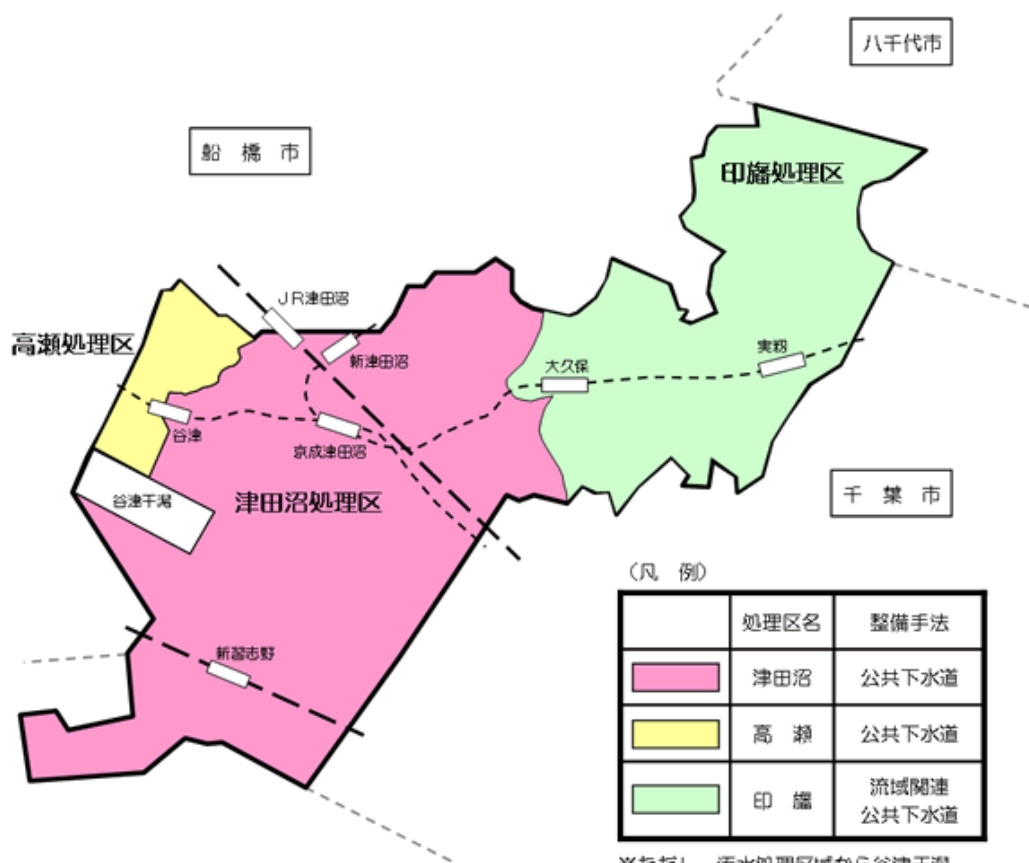 八千代市
船橋市
印旛処理区
JR津田沼
高瀬処理区
新津田沼
実籾
大久保
谷津
京成津田沼
谷津干潟
津田沼処理区
千葉市
新習志野
(凡 例)
処理区名 整備手法
津田沼 公共下水道
高瀬 公共下水道
印旛 流域関連
公共下水道